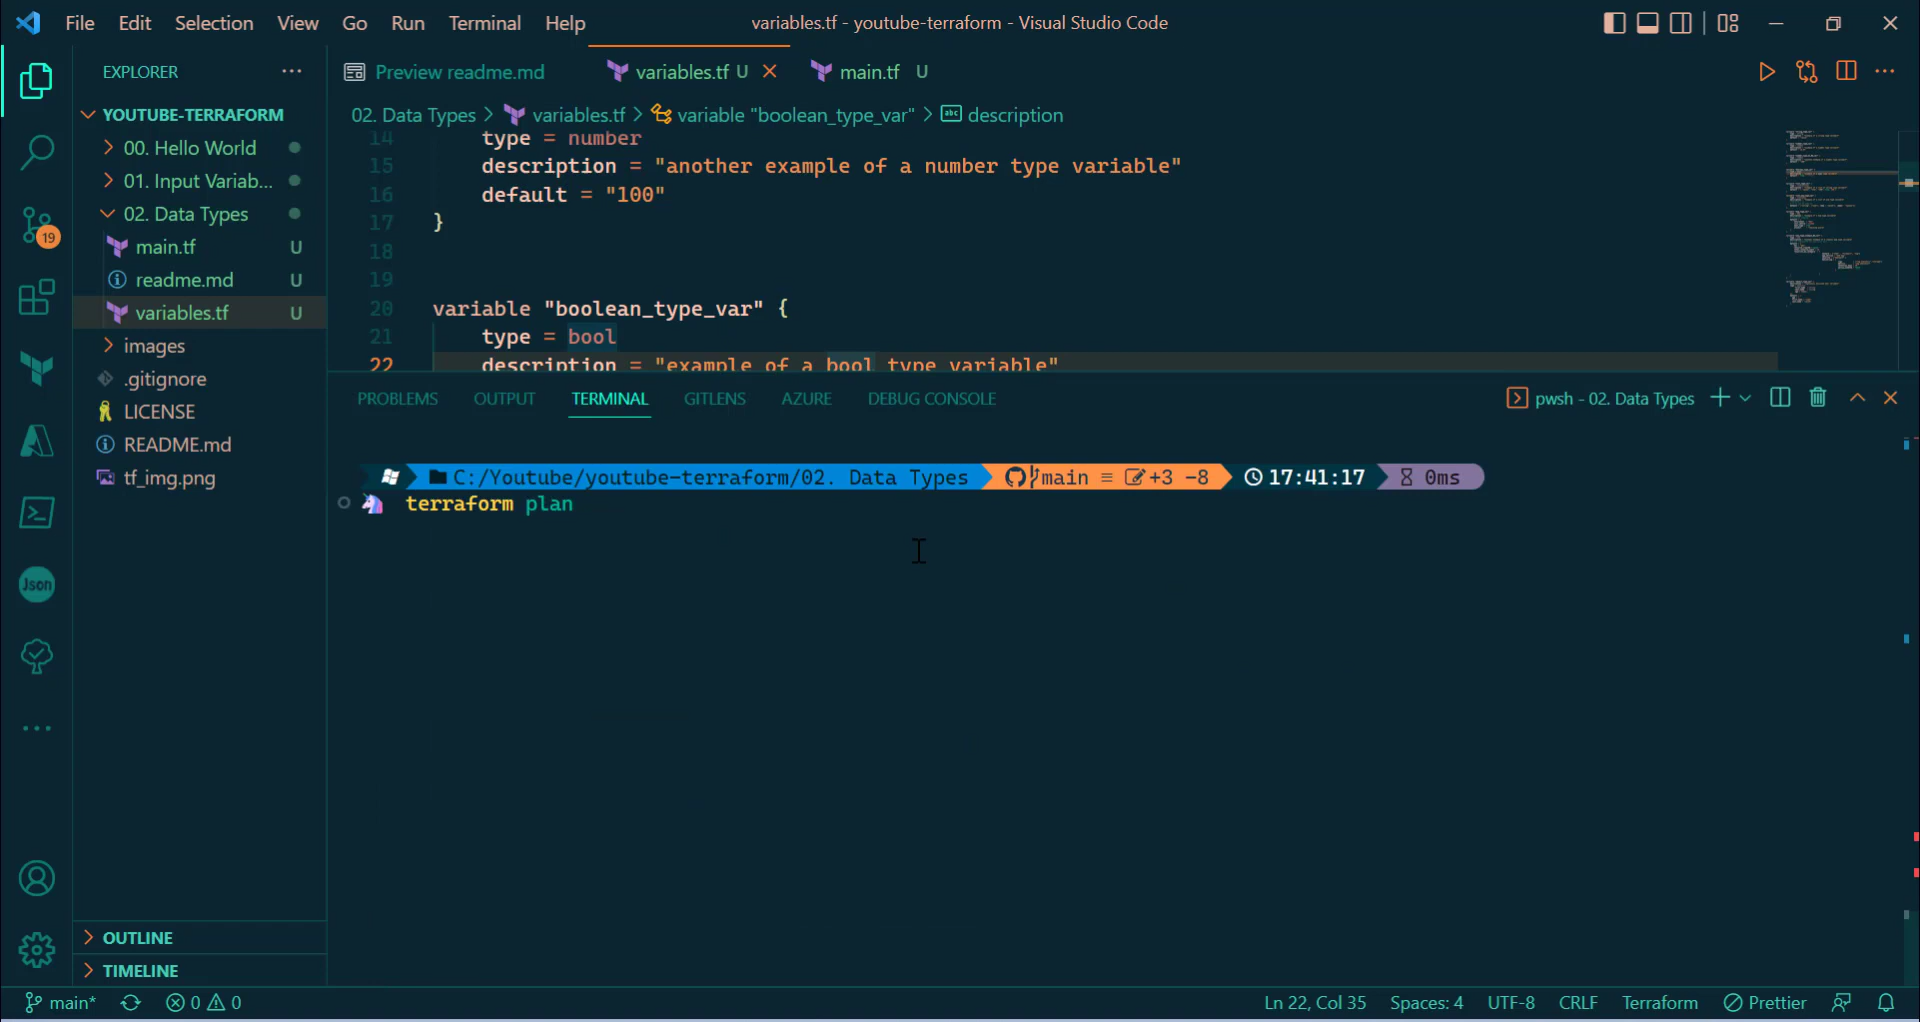 File Edit Selection View Go Run Terminal Help
variables.tf - youtube-terraform - Visual Studio Code
EXPLORER
Preview readme.md
variables.tf U
main.tf U
YOUTUBE-TERRAFORM
00. Hello World
01. Input Variab...
02. Data Types
main.tf U
readme.md U
variables.tf U
images
.gitignore
LICENSE
README.md
tf_img.png
OUTLINE
TIMELINE
19
Json
02. Data Types > variables.tf > variable "boolean_type_var" > abc description
14 type = number
15 description = "another example of a number type variable"
16 default = "100"
17 }
18
19
20 variable "boolean_type_var" {
21 type = bool
22 description = "example of a bool type variable"
PROBLEMS OUTPUT TERMINAL GITLENS AZURE DEBUG CONSOLE
pwsh - 02. Data Types
C:/Youtube/youtube-terraform/02. Data Types main ≡ +3 -8 17:41:17 0ms
terraform plan
main* 0 0
Ln 22, Col 35 Spaces: 4 UTF-8 CRLF Terraform Prettier